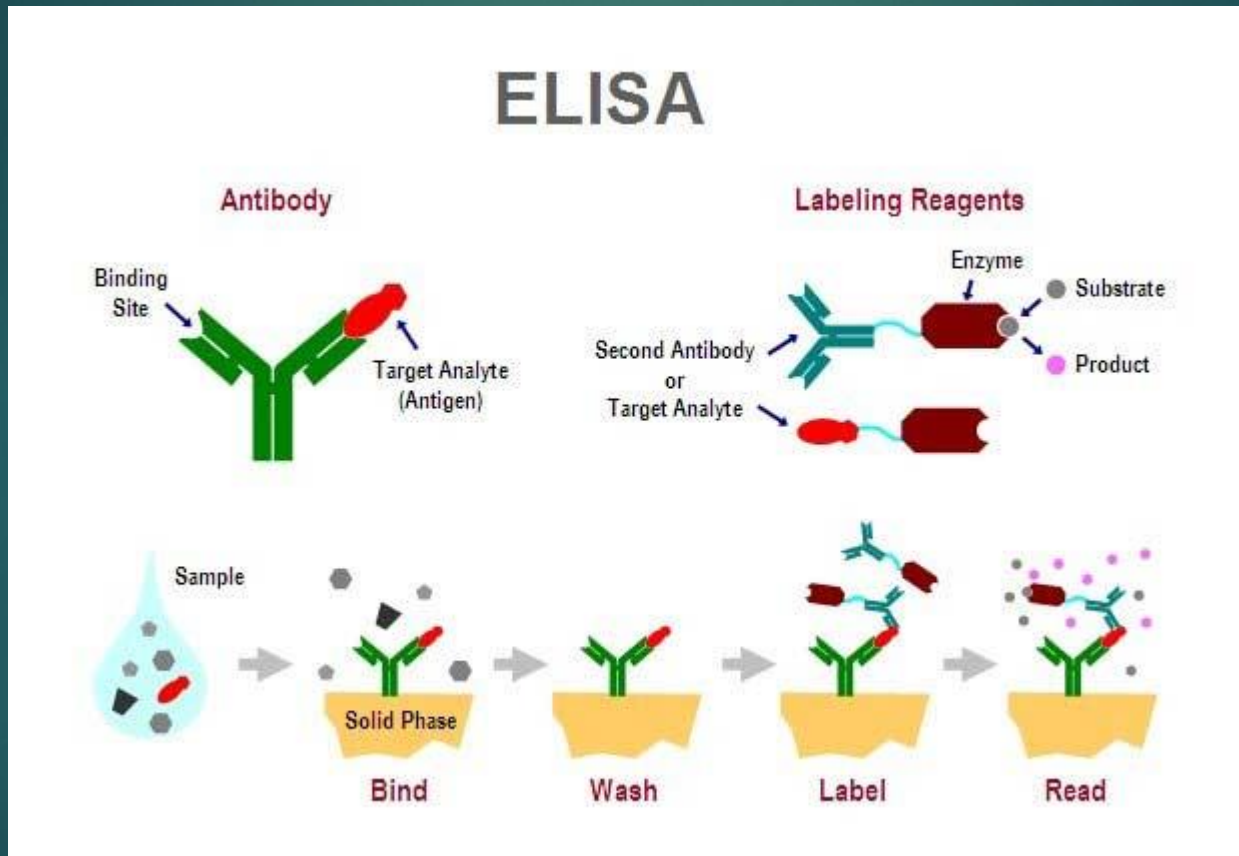 ELISA
Antibody
Binding
Site
Target Analyte
(Antigen)
Labeling Reagents
Enzyme
Substrate
Product
Second Antibody
or
Target Analyte
Sample
Solid Phase
Bind
Wash
Label
Read